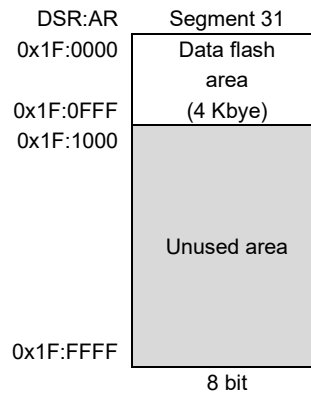 DSR:AR Segment 31
0x1F:0000 Data flash
area
0x1F:0FFF (4 Kbye)
0x1F:1000
Unused area
0x1F:FFFF
8 bit